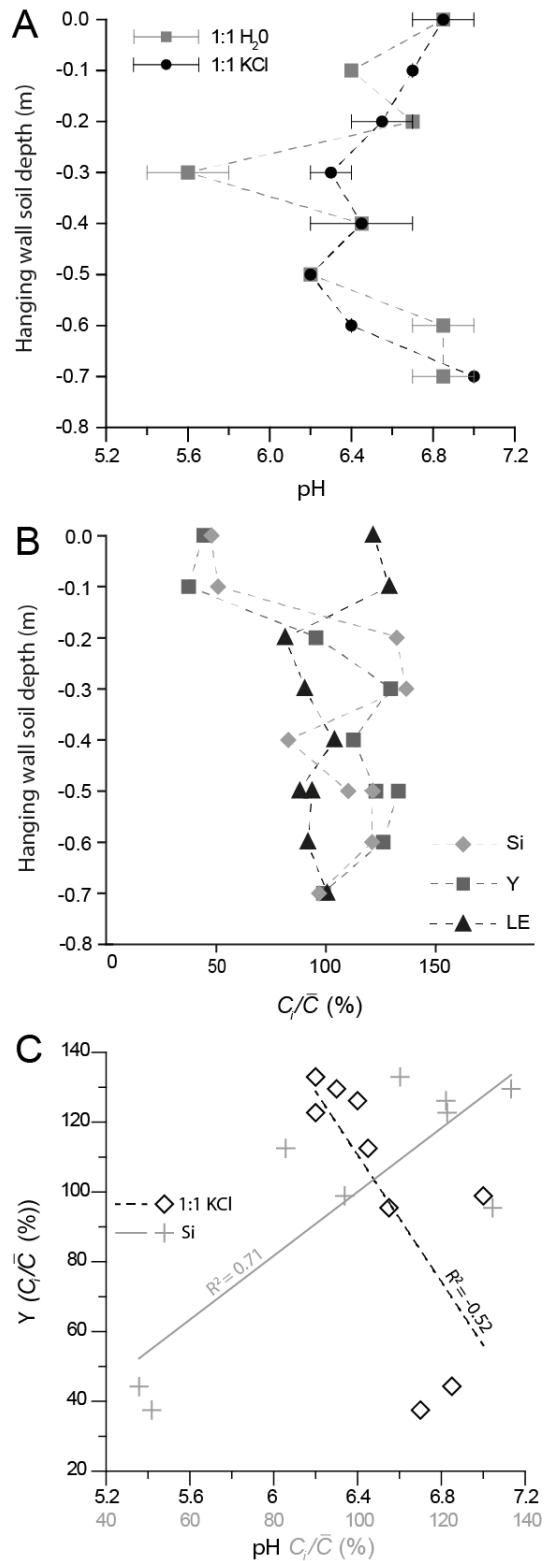 A
1:1 H₂0
1:1 KCl
Hanging wall soil depth (m)
0.0
-0.1
-0.2
-0.3
-0.4
-0.5
-0.6
-0.7
-0.8
5.2 5.6 6.0 6.4 6.8 7.2
pH
B
Hanging wall soil depth (m)
0.0
-0.1
-0.2
-0.3
-0.4
-0.5
-0.6
-0.7
-0.8
Si
Y
LE
0 50 100 150
Cᵢ/C̅ (%)
C
Y (Cᵢ/C̅ (%))
140
120
100
80
60
40
20
1:1 KCl
Si
R²= 0.71
R²=-0.52
5.2 5.6 6 6.4 6.8 7.2
40 60 80 100 120 140
pH Cᵢ/C̅ (%)